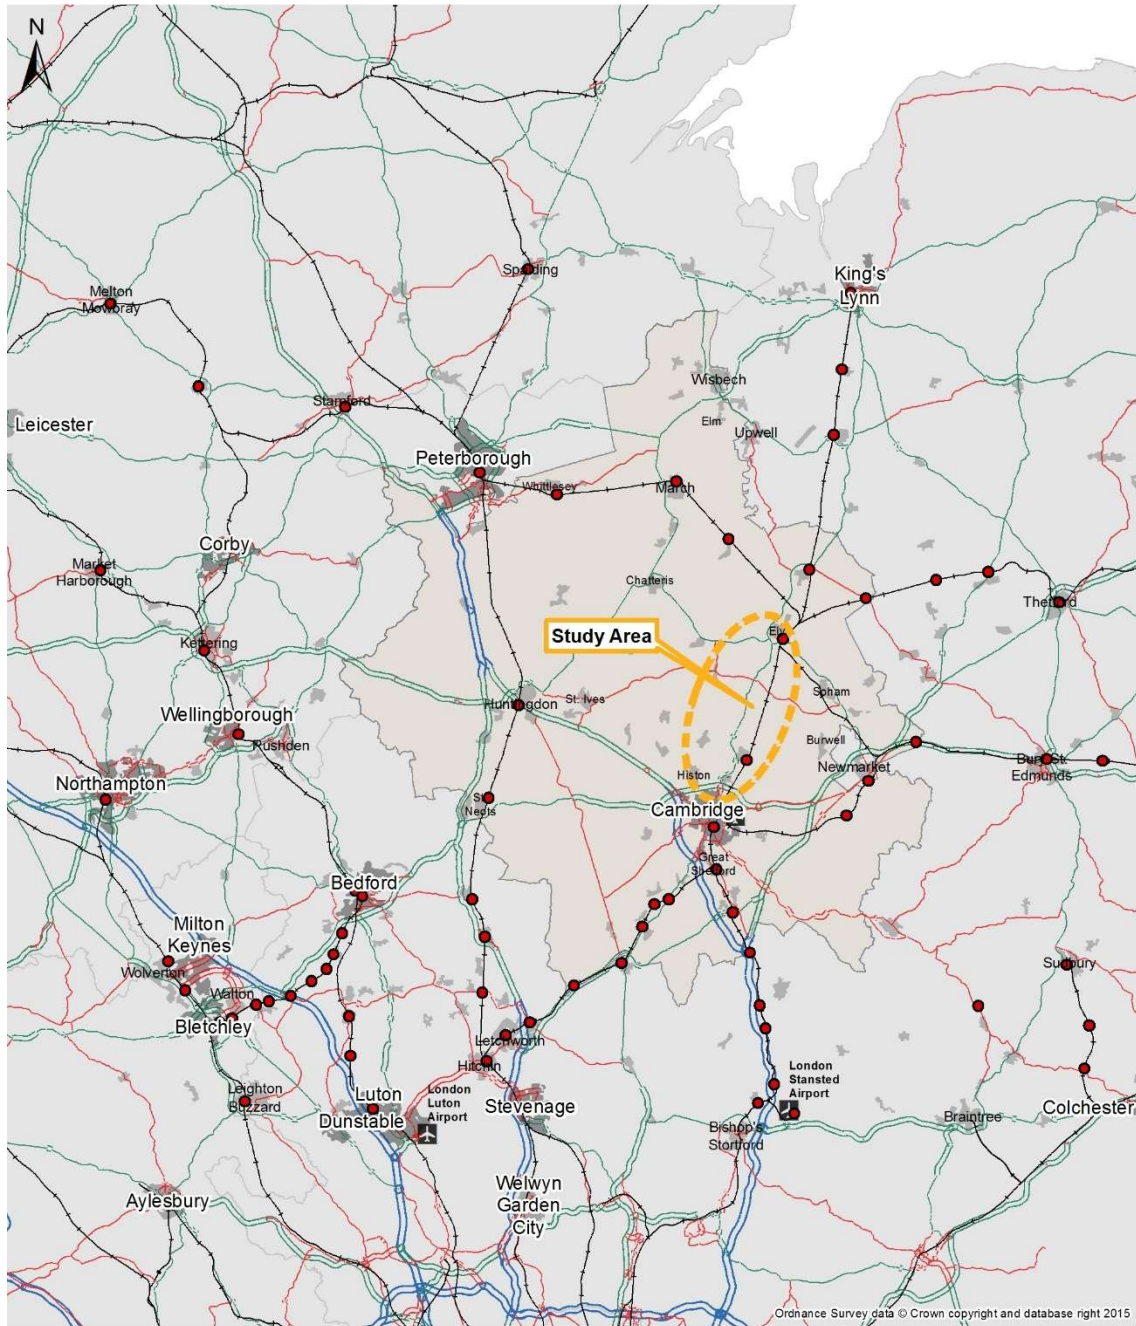 N
King's
Lynn
Spalding
Melton
Mowbray
Wisbech
Stamford
Elm
Upwell
Leicester
Peterborough
Whittlesey
March
Corby
Market
Harborough
Chatteris
Thetford
Study Area
Ely
Kettering
Soham
Huntingdon
St. Ives
Wellingborough
Rushden
Burwell
Newmarket
Bury St.
Edmunds
Histon
Northampton
St.
Neots
Cambridge
Great
Shelford
Bedford
Milton
Keynes
Wolverton
Walton
Bletchley
Sudbury
Letchworth
Hitchin
London
Stansted
Airport
Leighton
Buzzard
London
Luton
Airport
Luton
Dunstable
Stevenage
Braintree
Colchester
Bishop's
Stortford
Aylesbury
Welwyn
Garden
City
Ordnance Survey data © Crown copyright and database right 2015